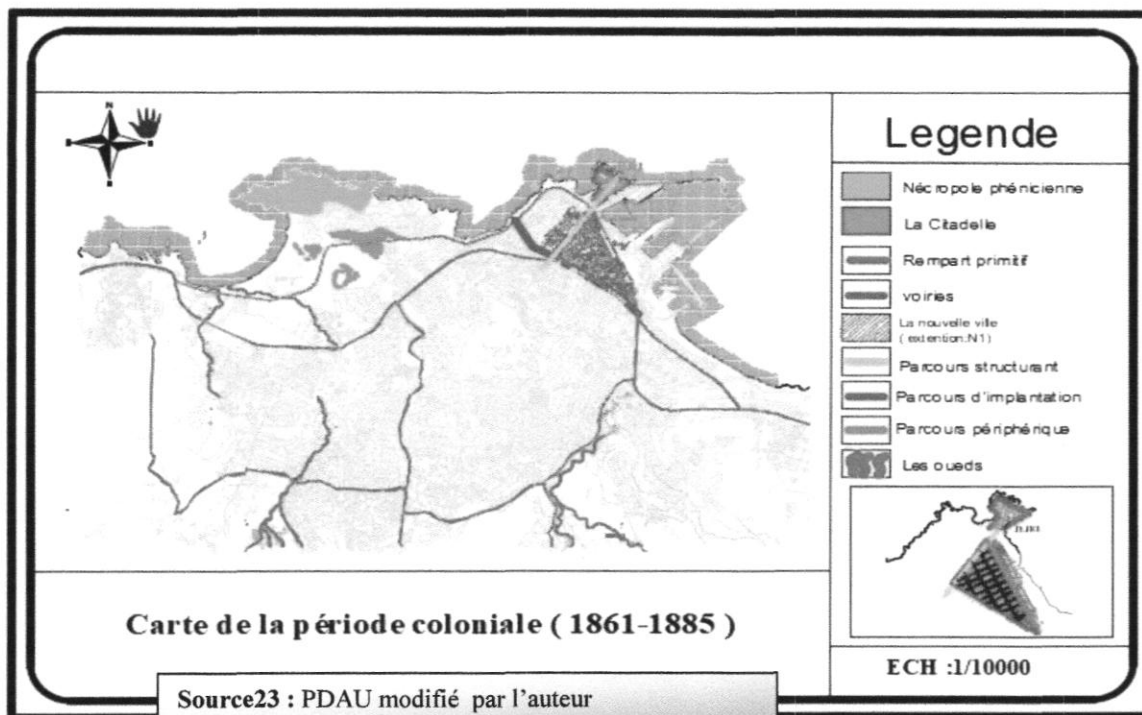 N
Legende
Nécropole phénicienne
La Citadelle
Rempart primitif
voiries
La nouvelle ville
( extention.N1)
Parcours structurant
Parcours d'implantation
Parcours périphérique
Les oueds
Carte de la période coloniale ( 1861-1885 )
ECH :1/10000
Source23 : PDAU modifié par l'auteur